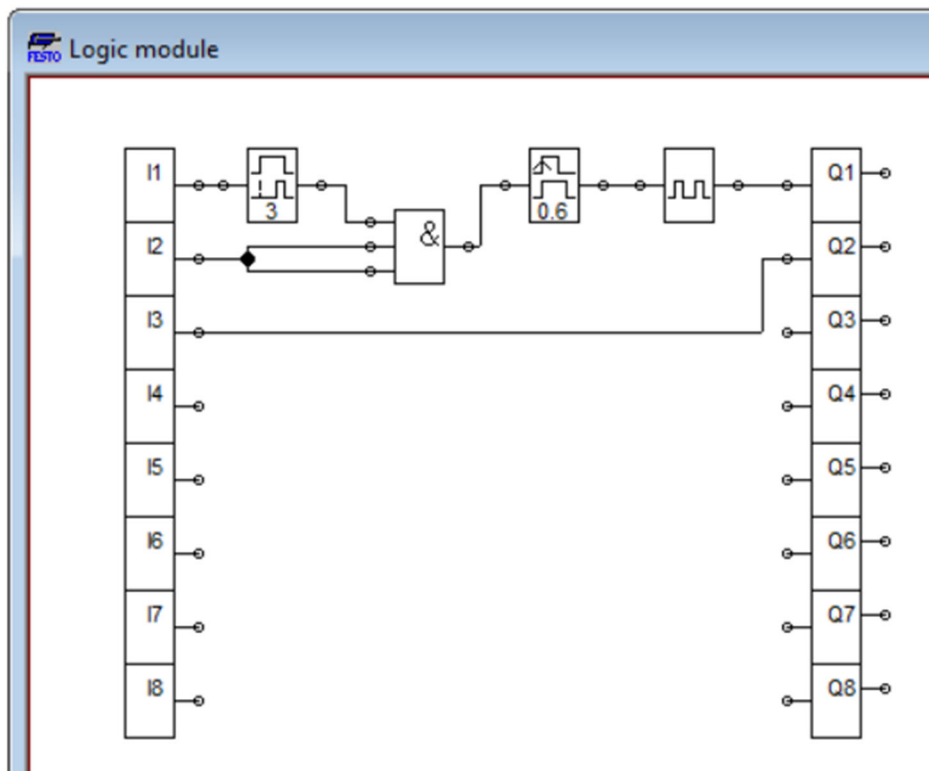 FESTO Logic module
I1
3
&
0.6
Q1
I2
Q2
I3
Q3
I4
Q4
I5
Q5
I6
Q6
I7
Q7
I8
Q8